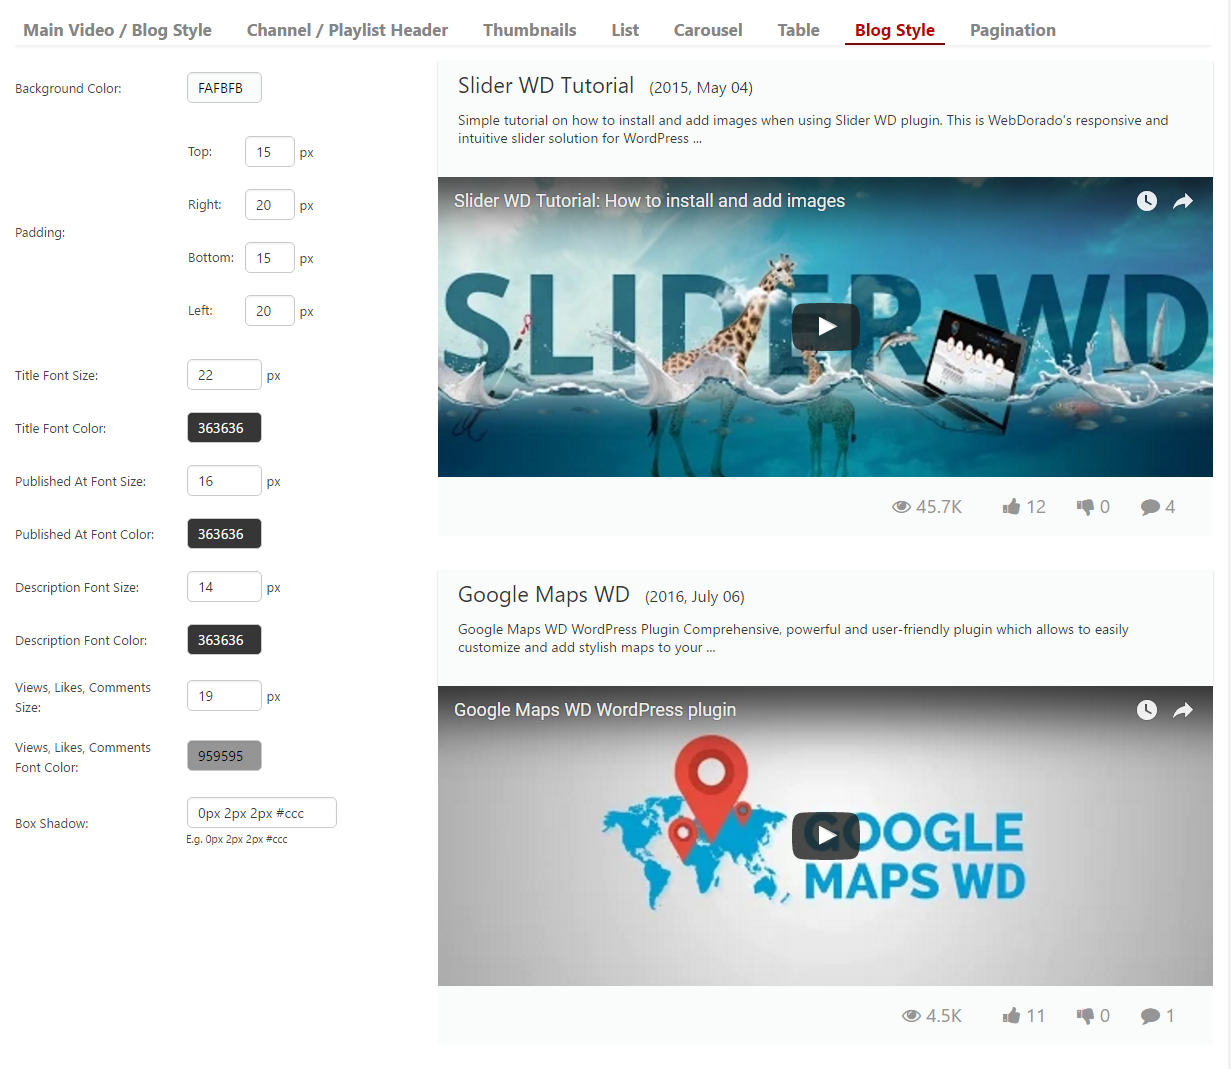 Main Video / Blog Style Channel / Playlist Header Thumbnails List Carousel Table Blog Style Pagination
Background Color: FAFBFB
Padding:
Top: 15 px
Right: 20 px
Bottom: 15 px
Left: 20 px
Title Font Size: 22 px
Title Font Color: 363636
Published At Font Size: 16 px
Published At Font Color: 363636
Description Font Size: 14 px
Description Font Color: 363636
Views, Likes, Comments
Size: 19 px
Views, Likes, Comments
Font Color: 959595
Box Shadow: 0px 2px 2px #ccc
E.g. 0px 2px 2px #ccc
Slider WD Tutorial (2015, May 04)
Simple tutorial on how to install and add images when using Slider WD plugin. This is WebDorado's responsive and
intuitive slider solution for WordPress ...
Slider WD Tutorial: How to install and add images
SLIDER WD
45.7K 12 0 4
Google Maps WD (2016, July 06)
Google Maps WD WordPress Plugin Comprehensive, powerful and user-friendly plugin which allows to easily
customize and add stylish maps to your ...
Google Maps WD WordPress plugin
GOOGLE
MAPS WD
4.5K 11 0 1